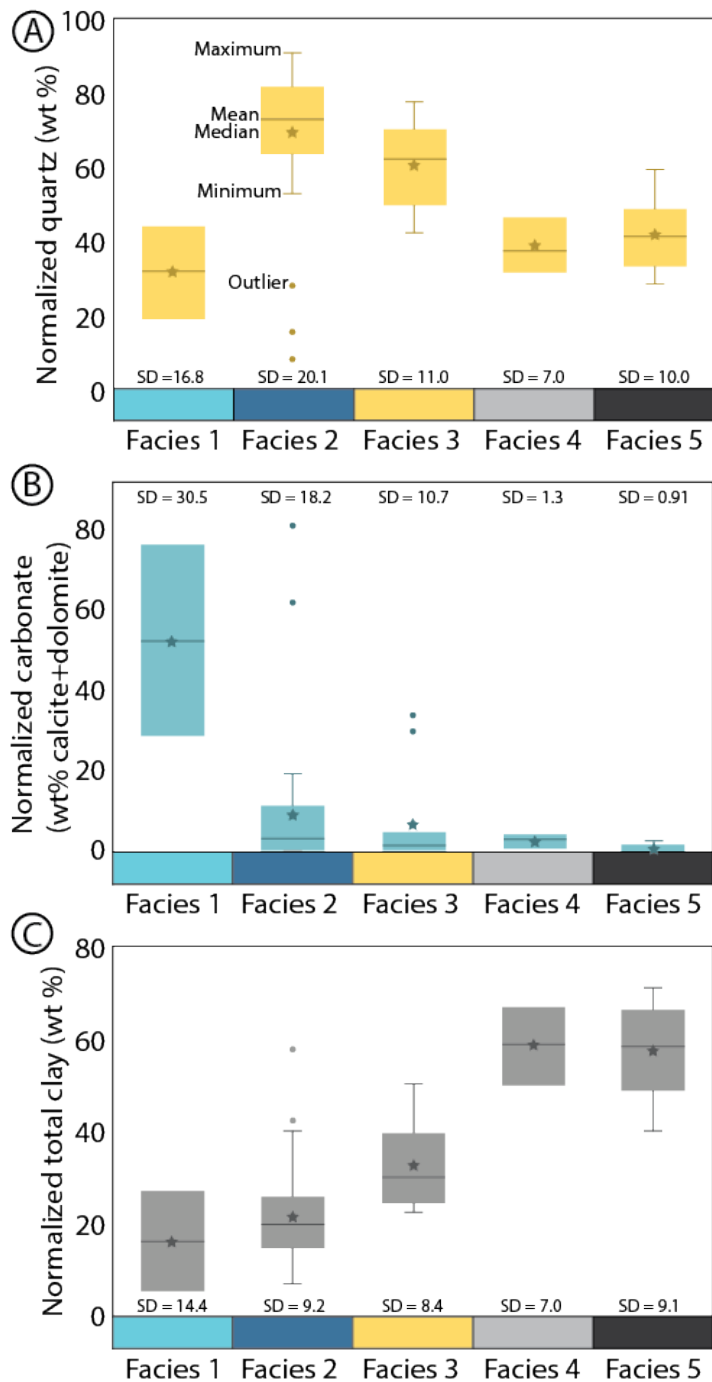 A
Normalized quartz (wt %)
100
80
60
40
20
0
Maximum
Mean
Median
Minimum
Outlier
SD =16.8 SD =20.1 SD = 11.0 SD = 7.0 SD = 10.0
Facies 1 Facies 2 Facies 3 Facies 4 Facies 5
B
Normalized carbonate
(wt% calcite+dolomite)
80
60
40
20
0
SD = 30.5 SD = 18.2 SD = 10.7 SD = 1.3 SD = 0.91
Facies 1 Facies 2 Facies 3 Facies 4 Facies 5
C
Normalized total clay (wt %)
80
60
40
20
0
SD = 14.4 SD = 9.2 SD = 8.4 SD = 7.0 SD = 9.1
Facies 1 Facies 2 Facies 3 Facies 4 Facies 5